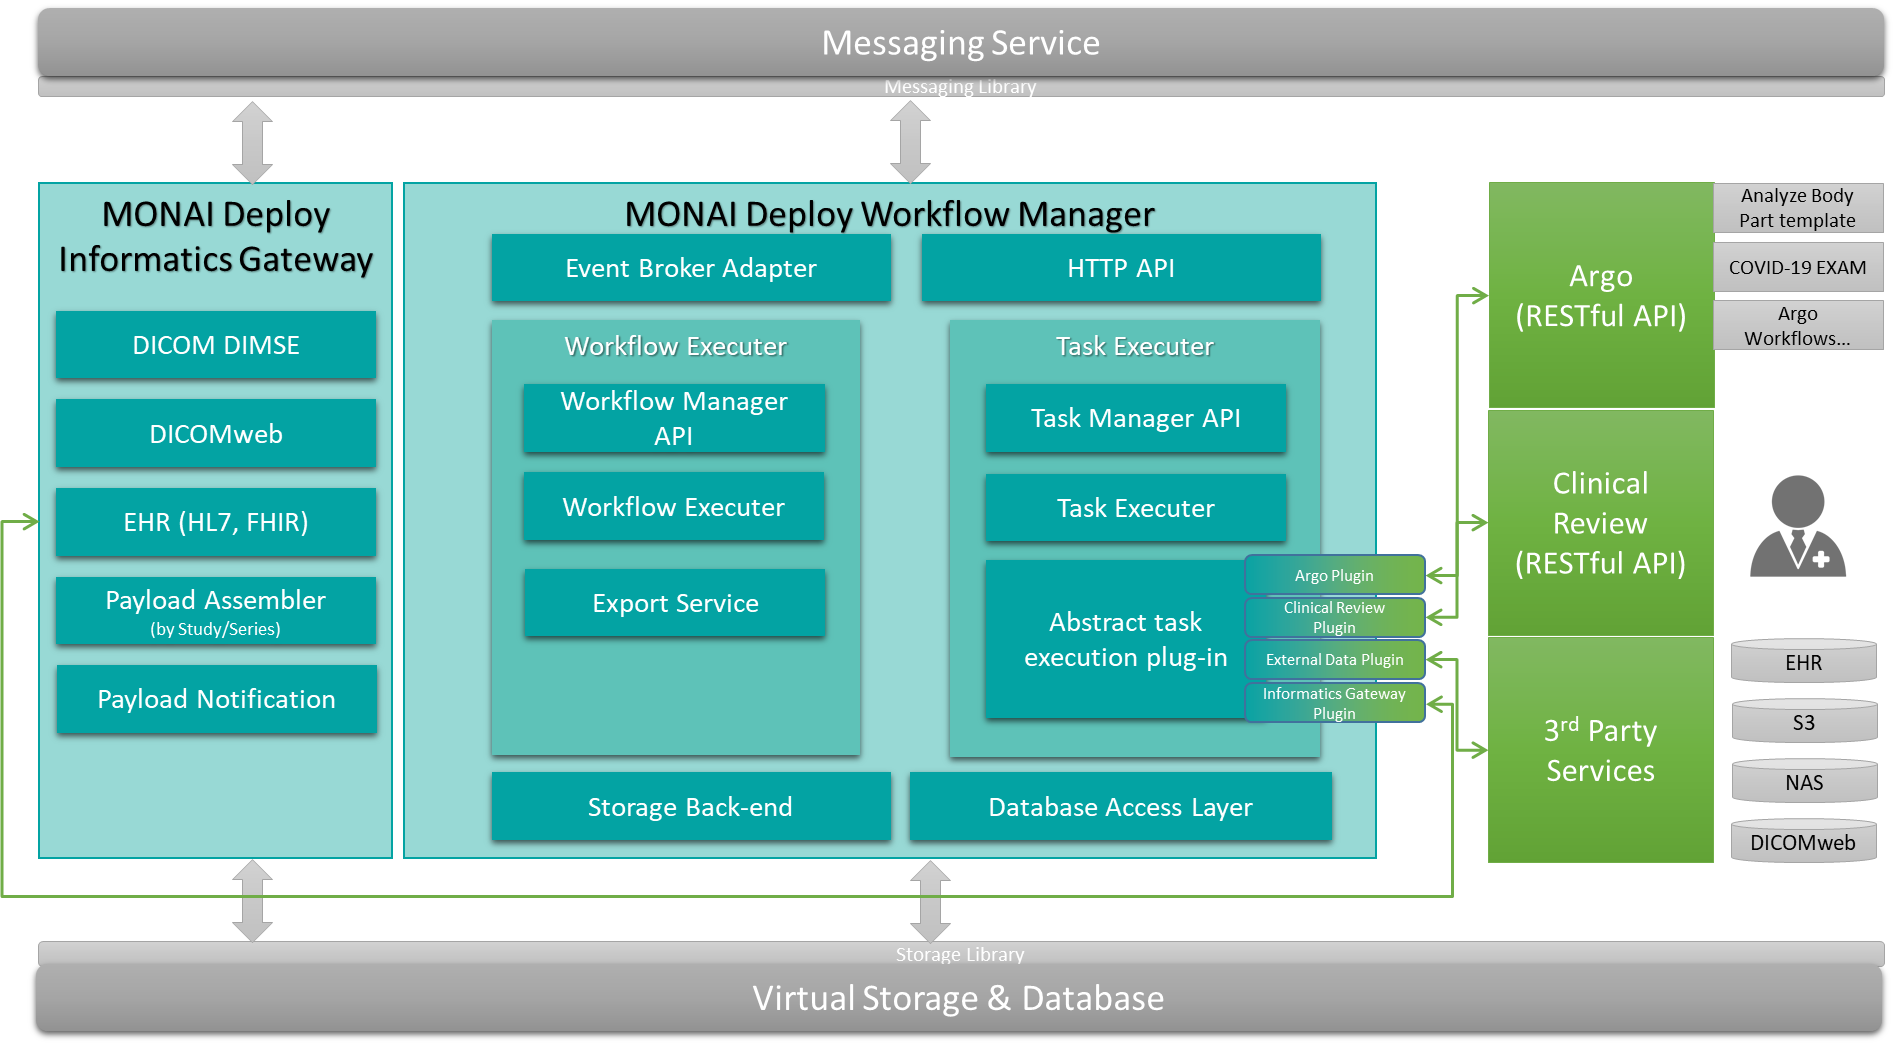 Messaging Service
Messaging Library
MONAI Deploy
Informatics Gateway
DICOM DIMSE
DICOMweb
EHR (HL7, FHIR)
Payload Assembler
(by Study/Series)
Payload Notification
MONAI Deploy Workflow Manager
Event Broker Adapter
HTTP API
Workflow Executer
Workflow Manager
API
Workflow Executer
Export Service
Task Executer
Task Manager API
Task Executer
Abstract task
execution plug-in
Argo Plugin
Clinical Review
Plugin
External Data Plugin
Informatics Gateway
Plugin
Storage Back-end
Database Access Layer
Argo
(RESTful API)
Analyze Body
Part template
COVID-19 EXAM
Argo
Workflows...
Clinical
Review
(RESTful API)
3rd Party
Services
EHR
S3
NAS
DICOMweb
Storage Library
Virtual Storage & Database